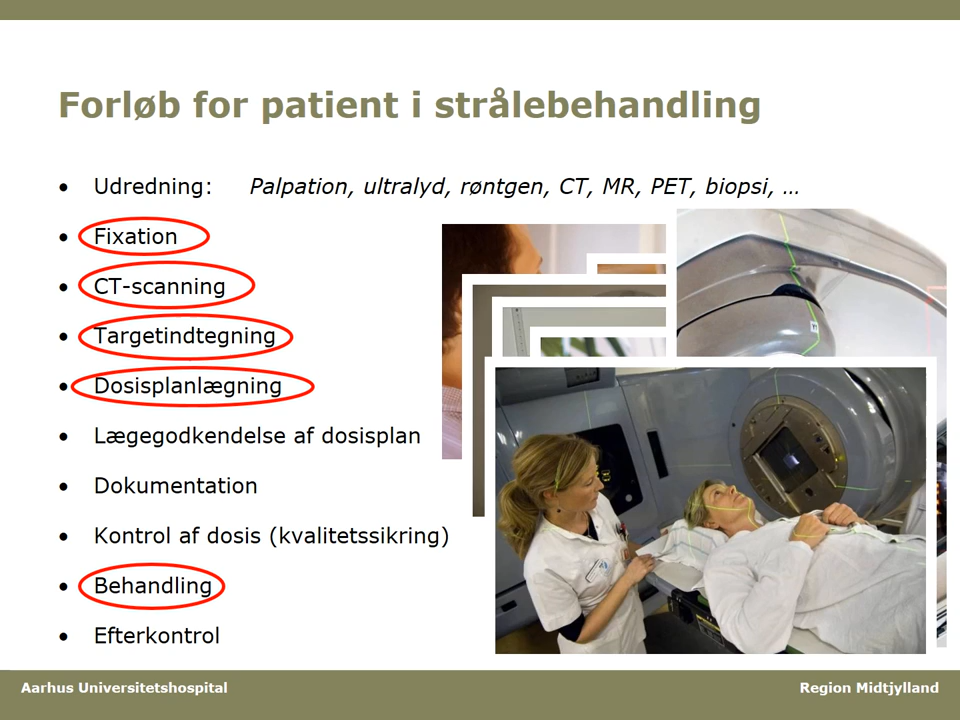 Forløb for patient i strålebehandling
• Udredning: Palpation, ultralyd, røntgen, CT, MR, PET, biopsi, ...
• Fixation
• CT-scanning
• Targetindtegning
• Dosisplanlægning
• Lægegodkendelse af dosisplan
• Dokumentation
• Kontrol af dosis (kvalitetssikring)
• Behandling
• Efterkontrol
Aarhus Universitetshospital
Region Midtjylland